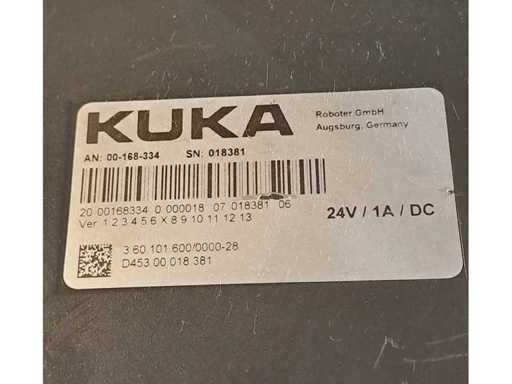 KUKA
Roboter GmbH
Augsburg, Germany
AN: 00-168-334 SN: 018381
20 00168334 0 000018 07 018381 06
Ver 1 2 3 4 5 6 X 8 9 10 11 12 13
24V / 1A / DC
3.60.101.600/0000-28
D453 00 018 381